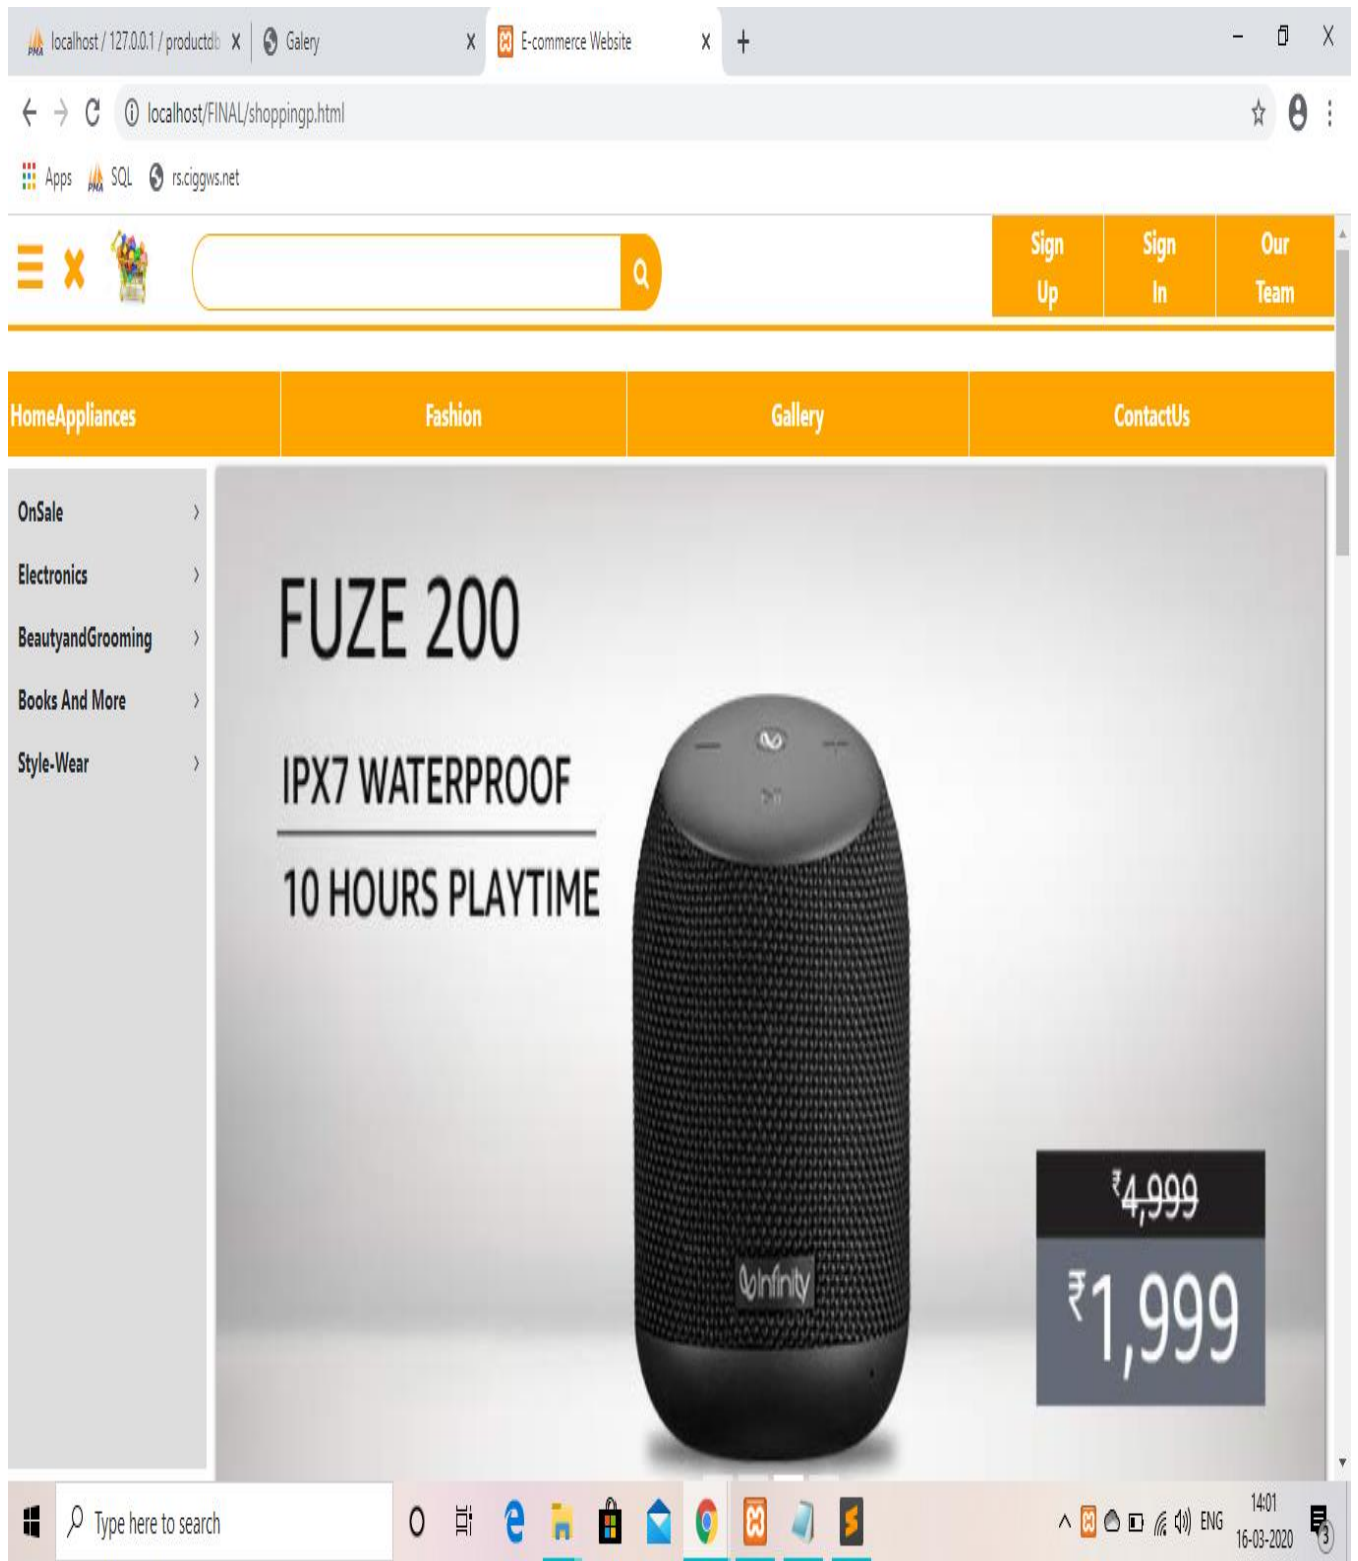 localhost / 127.0.0.1 / productdb
Galery
E-commerce Website
localhost/FINAL/shoppingp.html
Apps
PMA
SQL
rs.ciggws.net
Sign Up
Sign In
Our Team
HomeAppliances
Fashion
Gallery
ContactUs
OnSale
Electronics
BeautyandGrooming
Books And More
Style-Wear
FUZE 200
IPX7 WATERPROOF
10 HOURS PLAYTIME
Infinity
₹4,999
₹1,999
Type here to search
ENG
14:01
16-03-2020
3